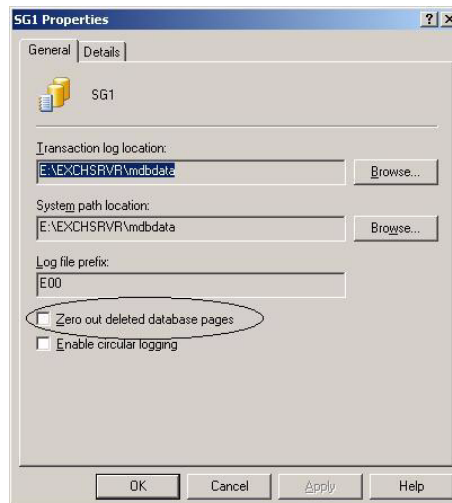 SG1 Properties
General Details
SG1
Transaction log location:
E:\EXCHSRVR\mdbdata
Browse...
System path location:
E:\EXCHSRVR\mdbdata
Browse...
Log file prefix:
E00
Zero out deleted database pages
Enable circular logging
OK Cancel Apply Help